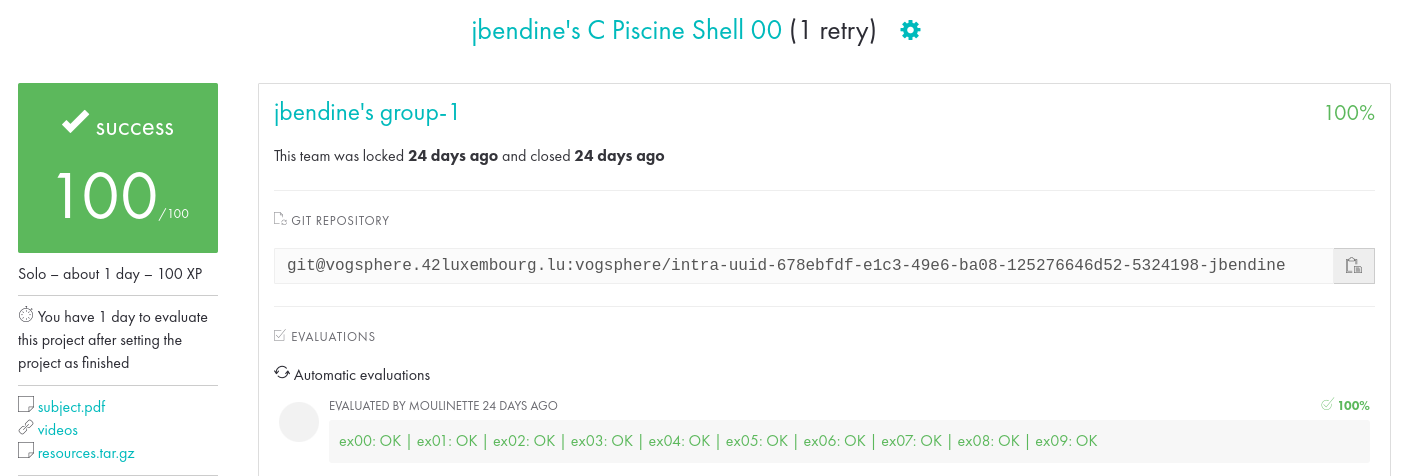 jbendine's C Piscine Shell 00 (1 retry)
success
100/100
Solo – about 1 day – 100 XP
You have 1 day to evaluate
this project after setting the
project as finished
subject.pdf
videos
resources.tar.gz
jbendine's group-1
100%
This team was locked 24 days ago and closed 24 days ago
GIT REPOSITORY
git@vogsphere.42luxembourg.lu:vogsphere/intra-uuid-678ebfdf-e1c3-49e6-ba08-125276646d52-5324198-jbendine
EVALUATIONS
Automatic evaluations
EVALUATED BY MOULINETTE 24 DAYS AGO
100%
ex00: OK | ex01: OK | ex02: OK | ex03: OK | ex04: OK | ex05: OK | ex06: OK | ex07: OK | ex08: OK | ex09: OK